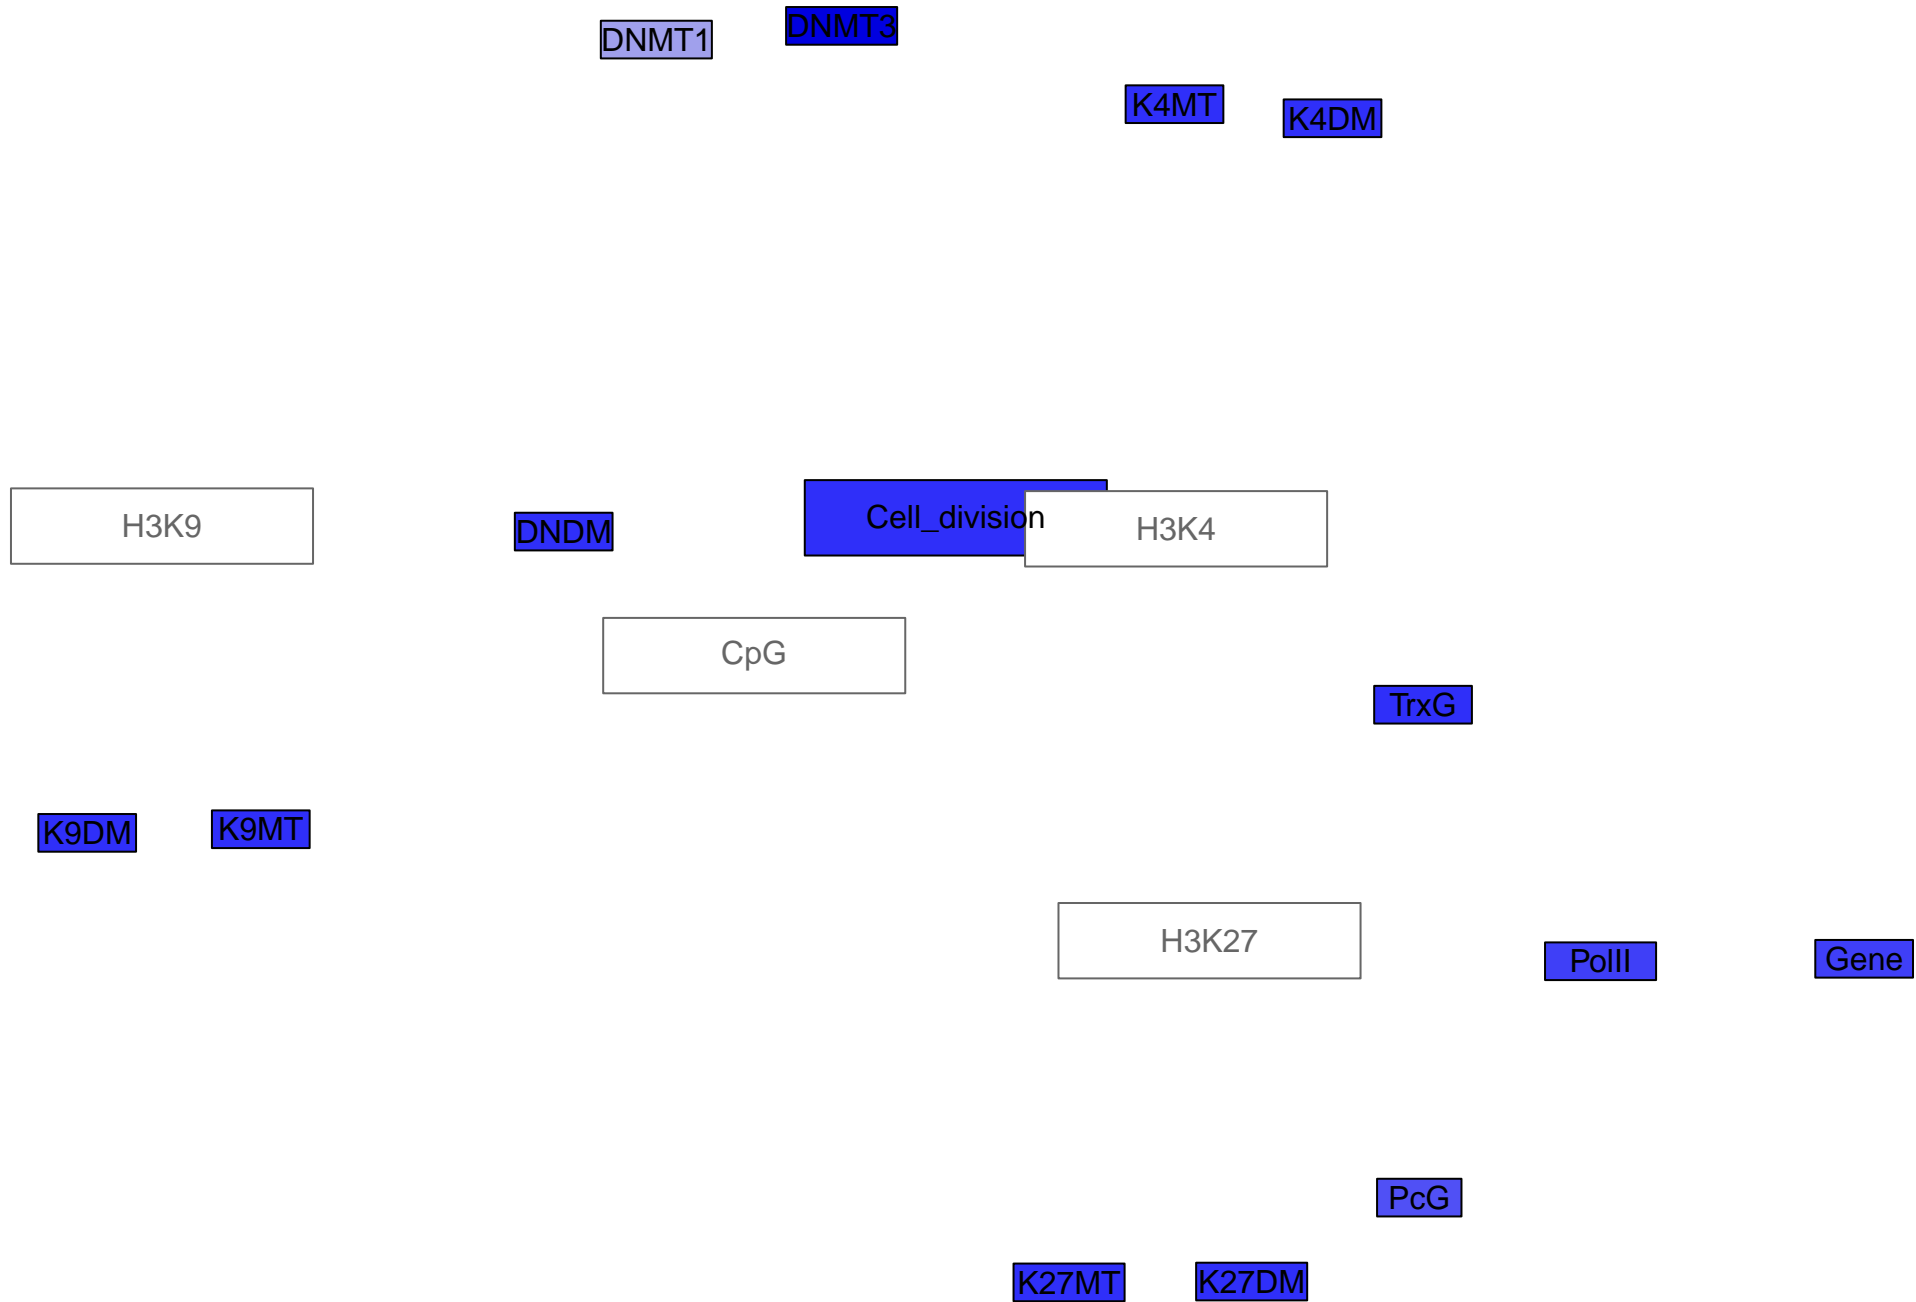 DNMT1
DNMT3
K4MT
K4DM
H3K9
DNDM
Cell_division
H3K4
CpG
TrxG
K9DM
K9MT
H3K27
PolII
Gene
PcG
K27MT
K27DM